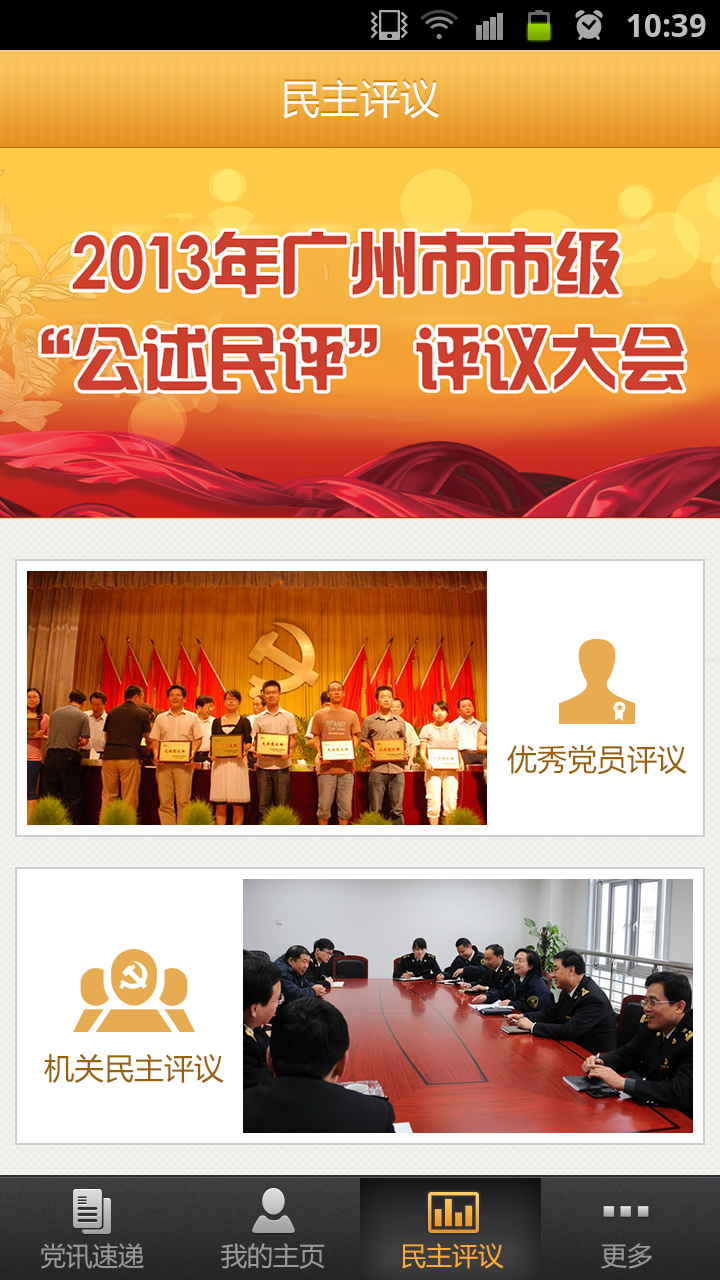 10:39
民主评议
2013年广州市市级
“公述民评” 评议大会
优秀党员评议
机关民主评议
党讯速递
我的主页
民主评议
更多